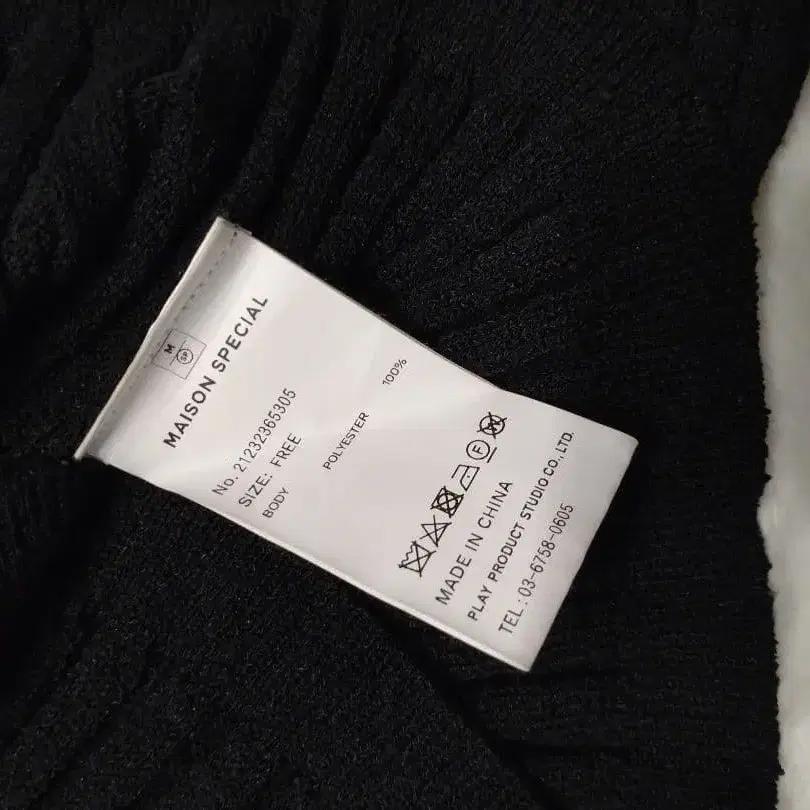 M
SP
MAISON SPECIAL
No. 21232365305
SIZE: FREE
BODY
POLYESTER 100%
F
MADE IN CHINA
PLAY PRODUCT STUDIO CO., LTD.
TEL : 03-6758-0605